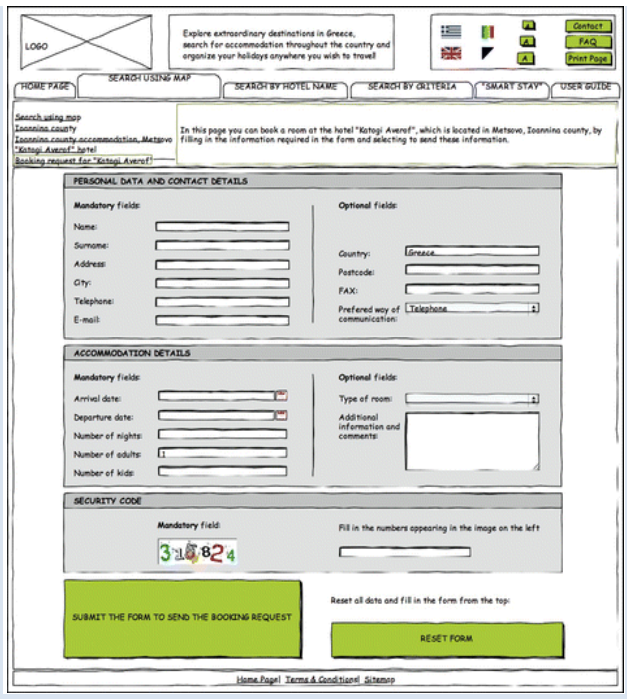 LOGO
Explore extraordinary destinations in Greece,
search for accommodation throughout the country and
organize your holidays anywhere you wish to travel!
A
A
A
Contact
FAQ
Print Page
HOME PAGE
SEARCH USING MAP
SEARCH BY HOTEL NAME
SEARCH BY CRITERIA
"SMART STAY"
USER GUIDE
Search using map
Ioannina county
Ioannina county accommodation, Metsovo
"Katogi Averof" hotel
Booking request for "Katogi Averof"
In this page you can book a room at the hotel "Katogi Averof", which is located in Metsovo, Ioannina county, by
filling in the information required in the form and selecting to send these information.
PERSONAL DATA AND CONTACT DETAILS
Mandatory fields:
Name:
Surname:
Address:
City:
Telephone:
E-mail:
Optional fields:
Country: Greece
Postcode:
FAX:
Prefered way of
communication:
Telephone
ACCOMMODATION DETAILS
Mandatory fields:
Arrival date:
Departure date:
Number of nights:
Number of adults: 1
Number of kids:
Optional fields:
Type of room:
Additional
information and
comments:
SECURITY CODE
Mandatory field:
Fill in the numbers appearing in the image on the left
SUBMIT THE FORM TO SEND THE BOOKING REQUEST
Reset all data and fill in the form from the top:
RESET FORM
Home Page| Terms & Conditions| Sitemap